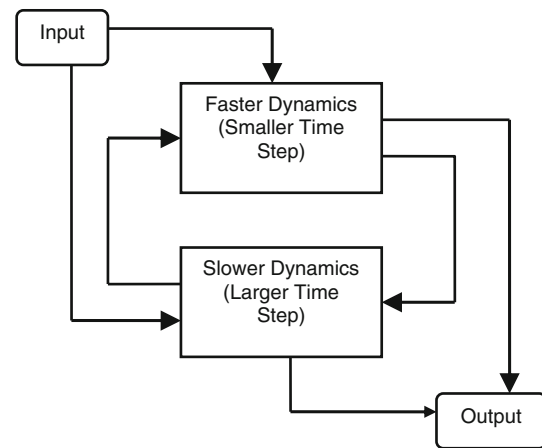 Input
Faster Dynamics
(Smaller Time
Step)
Slower Dynamics
(Larger Time
Step)
Output